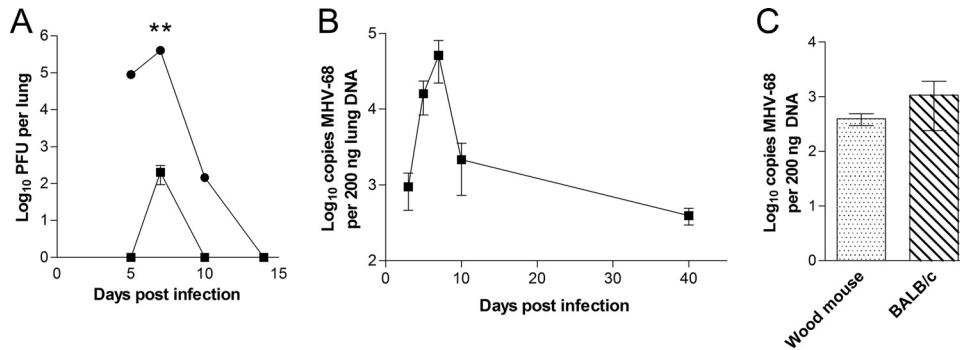 A
**
Log10 PFU per lung
6
5
4
3
2
1
0
0 5 10 15
Days post infection
B
Log10 copies MHV-68
per 200 ng lung DNA
5
4
3
2
0 10 20 30 40
Days post infection
C
Log10 copies MHV-68
per 200 ng DNA
4
3
2
1
0
Wood mouse
BALB/c